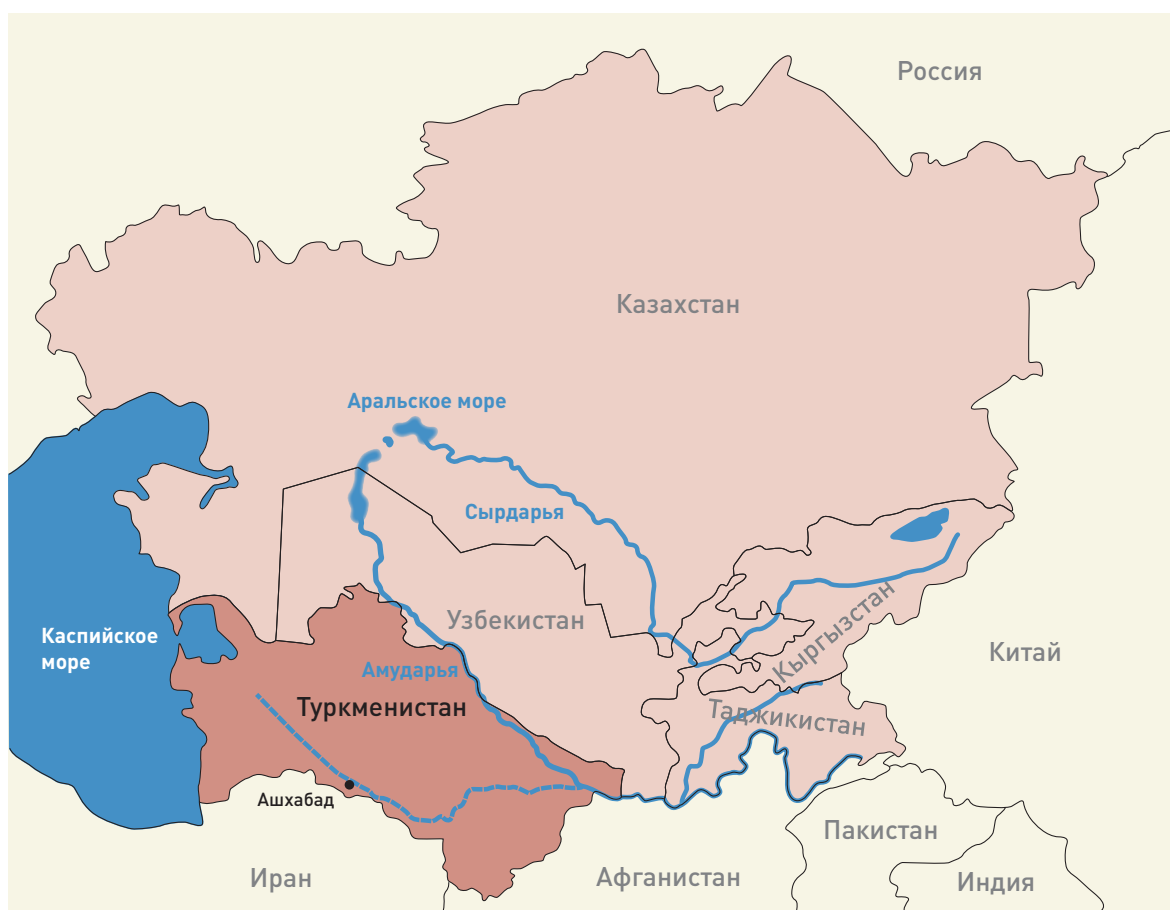 Россия
Казахстан
Аральское море
Сырдарья
Узбекистан
Кыргызстан
Каспийское
море
Китай
Амударья
Туркменистан
Таджикистан
Ашхабад
Пакистан
Иран
Афганистан
Индия